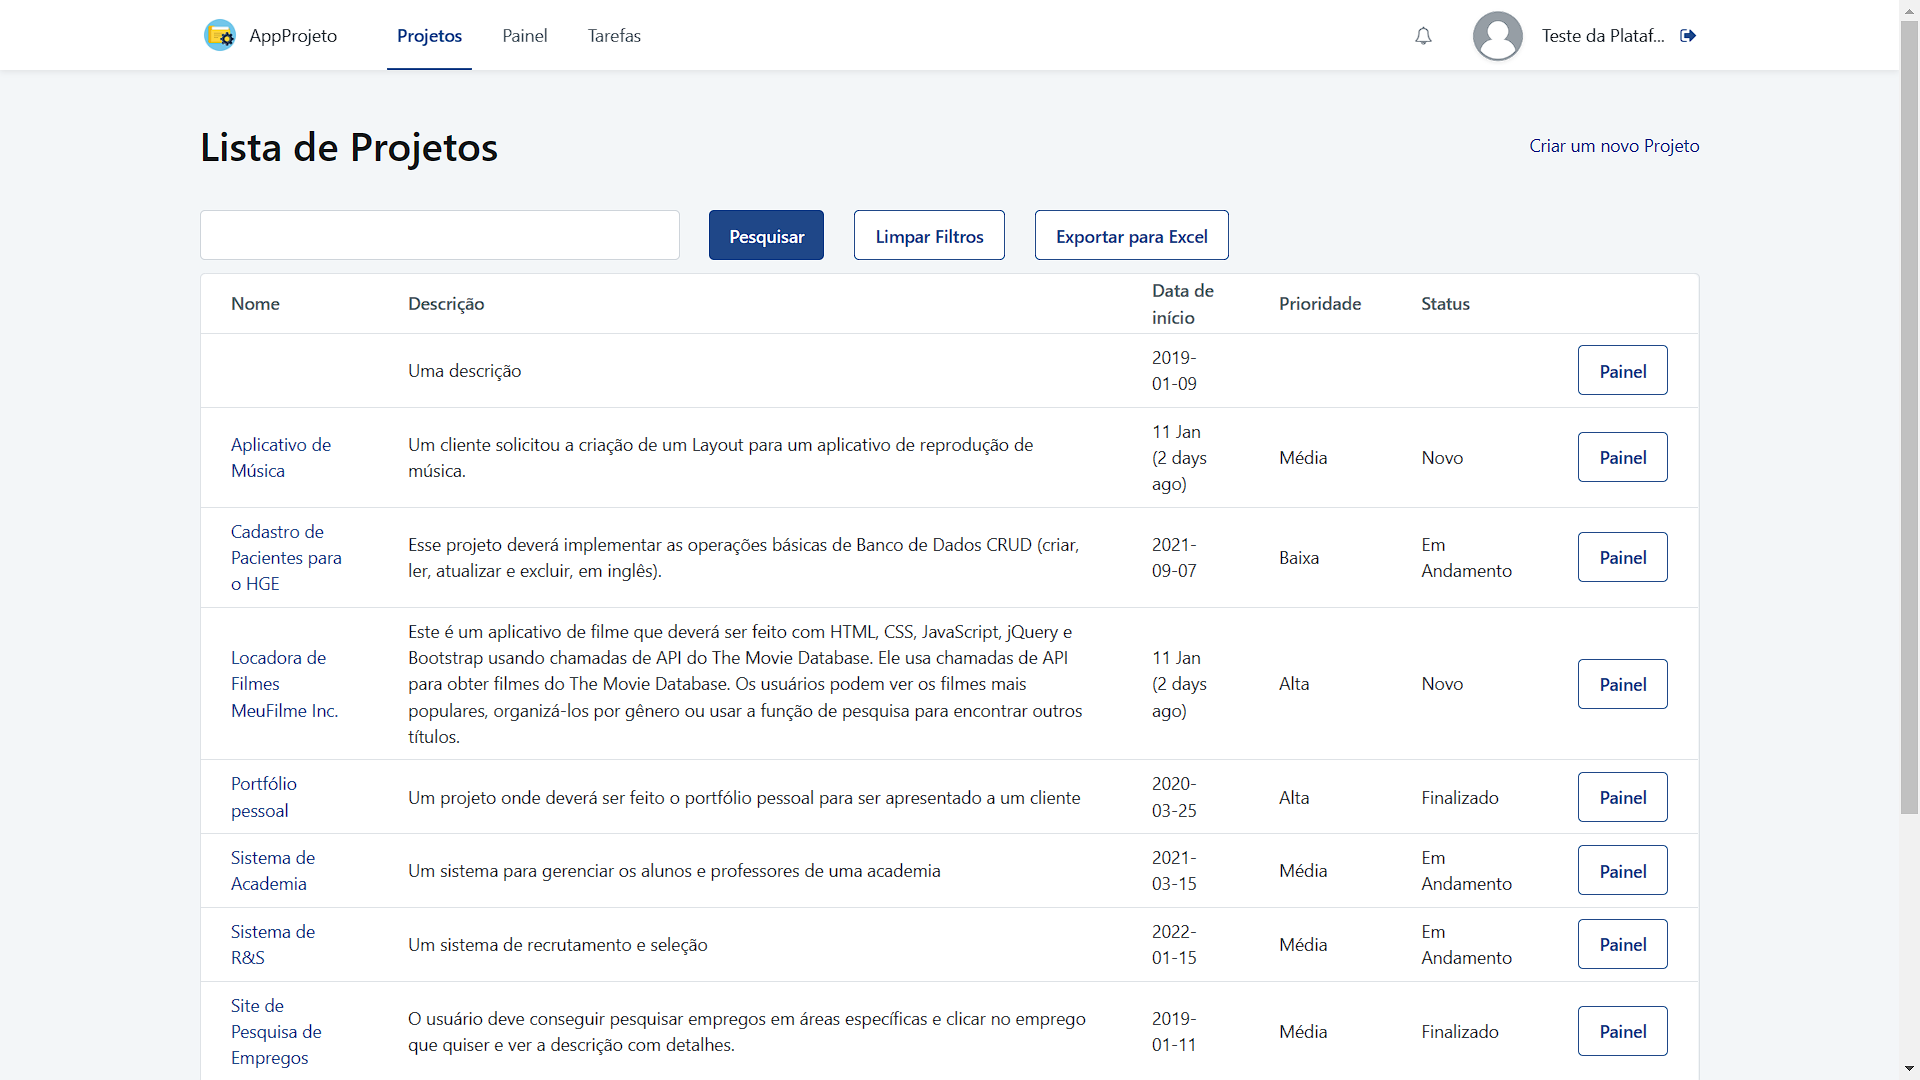 AppProjeto
Projetos
Painel
Tarefas
Teste da Plataf...
Lista de Projetos
Criar um novo Projeto
Pesquisar
Limpar Filtros
Exportar para Excel
Nome
Descrição
Data de
início
Prioridade
Status
Uma descrição
2019-
01-09
Painel
Aplicativo de
Música
Um cliente solicitou a criação de um Layout para um aplicativo de reprodução de
música.
11 Jan
(2 days
ago)
Média
Novo
Painel
Cadastro de
Pacientes para
o HGE
Esse projeto deverá implementar as operações básicas de Banco de Dados CRUD (criar,
ler, atualizar e excluir, em inglês).
2021-
09-07
Baixa
Em
Andamento
Painel
Locadora de
Filmes
MeuFilme Inc.
Este é um aplicativo de filme que deverá ser feito com HTML, CSS, JavaScript, jQuery e
Bootstrap usando chamadas de API do The Movie Database. Ele usa chamadas de API
para obter filmes do The Movie Database. Os usuários podem ver os filmes mais
populares, organizá-los por gênero ou usar a função de pesquisa para encontrar outros
títulos.
11 Jan
(2 days
ago)
Alta
Novo
Painel
Portfólio
pessoal
Um projeto onde deverá ser feito o portfólio pessoal para ser apresentado a um cliente
2020-
03-25
Alta
Finalizado
Painel
Sistema de
Academia
Um sistema para gerenciar os alunos e professores de uma academia
2021-
03-15
Média
Em
Andamento
Painel
Sistema de
R&S
Um sistema de recrutamento e seleção
2022-
01-15
Média
Em
Andamento
Painel
Site de
Pesquisa de
Empregos
O usuário deve conseguir pesquisar empregos em áreas específicas e clicar no emprego
que quiser e ver a descrição com detalhes.
2019-
01-11
Média
Finalizado
Painel